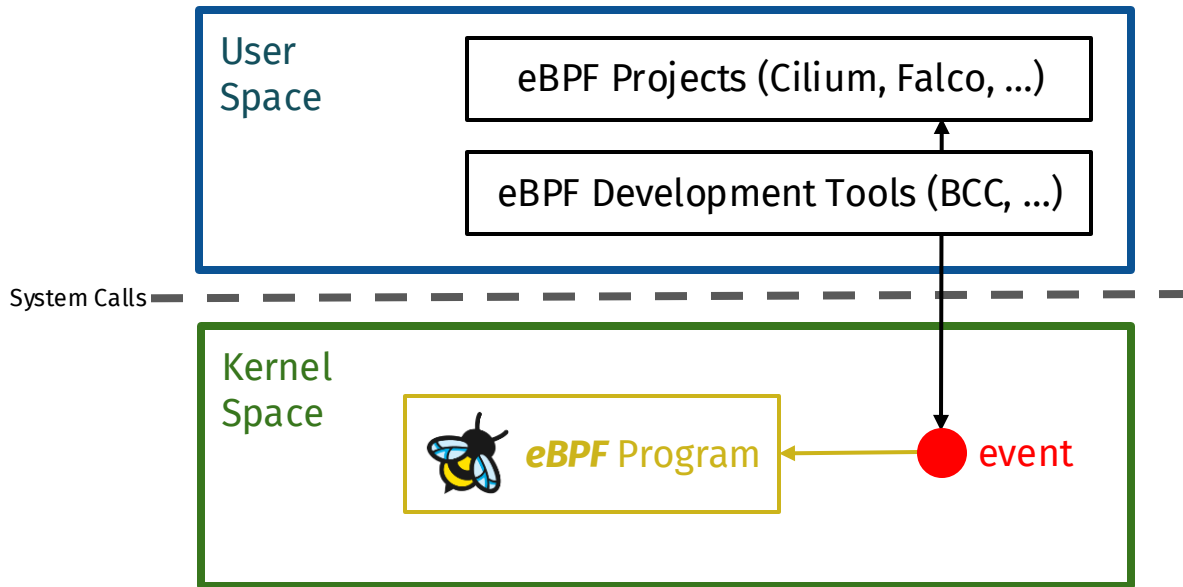 User
Space
eBPF Projects (Cilium, Falco, ...)
eBPF Development Tools (BCC, ...)
System Calls
Kernel
Space
eBPF Program
event